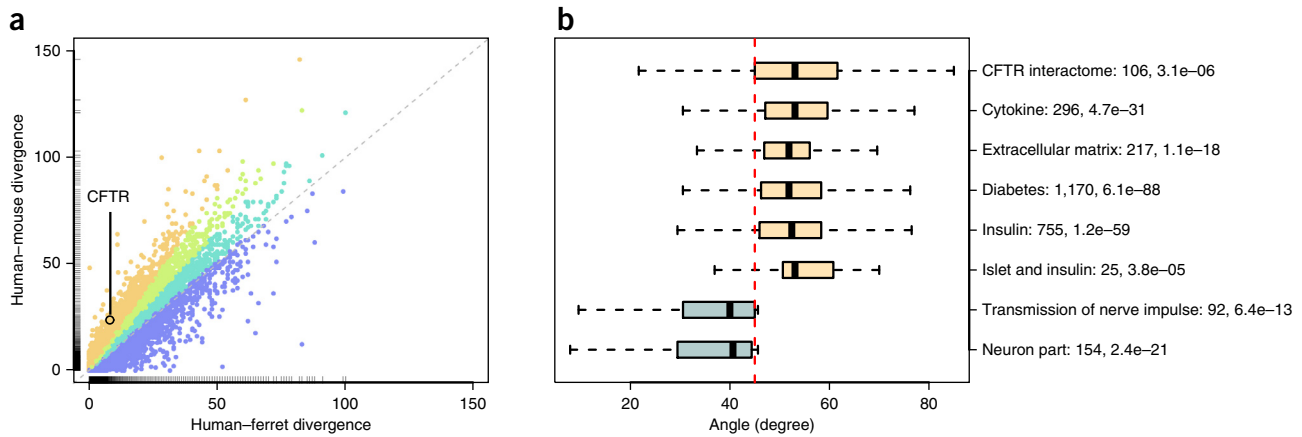 a
150
100
50
0
Human–mouse divergence
CFTR
0
50
100
150
Human–ferret divergence
b
CFTR interactome: 106, 3.1e–06
Cytokine: 296, 4.7e–31
Extracellular matrix: 217, 1.1e–18
Diabetes: 1,170, 6.1e–88
Insulin: 755, 1.2e–59
Islet and insulin: 25, 3.8e–05
Transmission of nerve impulse: 92, 6.4e–13
Neuron part: 154, 2.4e–21
20
40
60
80
Angle (degree)